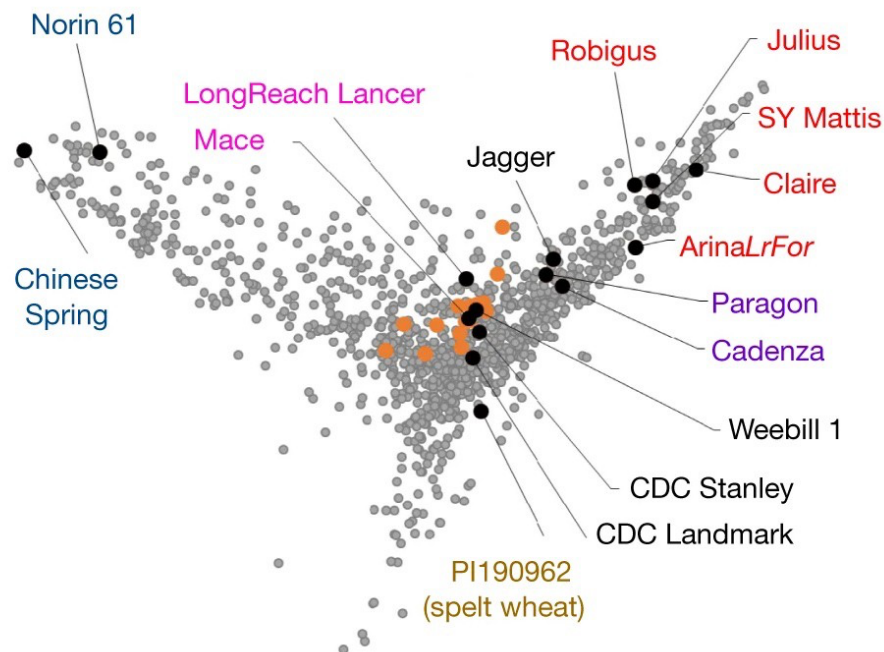 Norin 61
Julius
Robigus
LongReach Lancer
SY Mattis
Mace
Jagger
Claire
ArinaLrFor
Chinese
Spring
Paragon
Cadenza
Weebill 1
CDC Stanley
CDC Landmark
PI190962
(spelt wheat)